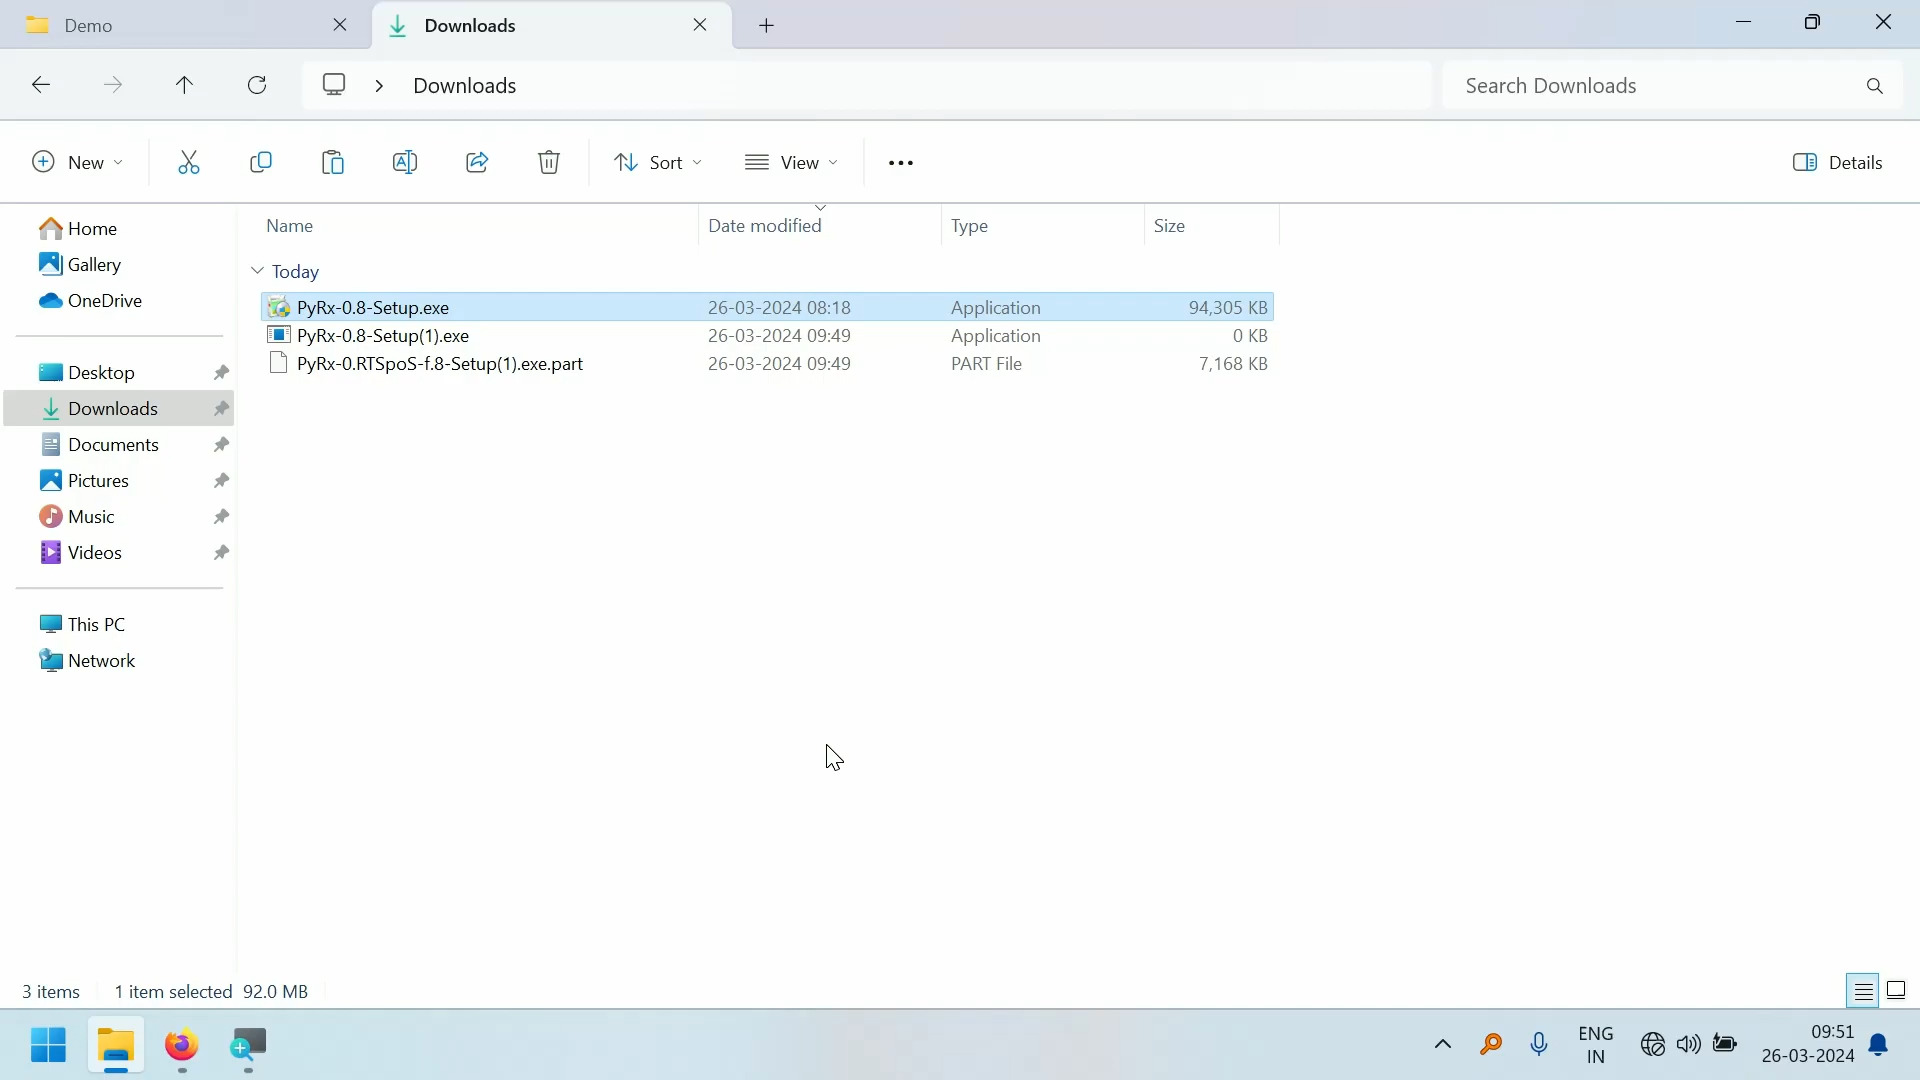 Demo
Downloads
Downloads
Search Downloads
New
Sort
View
Details
Home
Gallery
OneDrive
Desktop
Downloads
Documents
Pictures
Music
Videos
This PC
Network
Name Date modified Type Size
Today
PyRx-0.8-Setup.exe 26-03-2024 08:18 Application 94,305 KB
PyRx-0.8-Setup(1).exe 26-03-2024 09:49 Application 0 KB
PyRx-0.RTSpoS-f.8-Setup(1).exe.part 26-03-2024 09:49 PART File 7,168 KB
3 items 1 item selected 92.0 MB
ENG
IN
09:51
26-03-2024